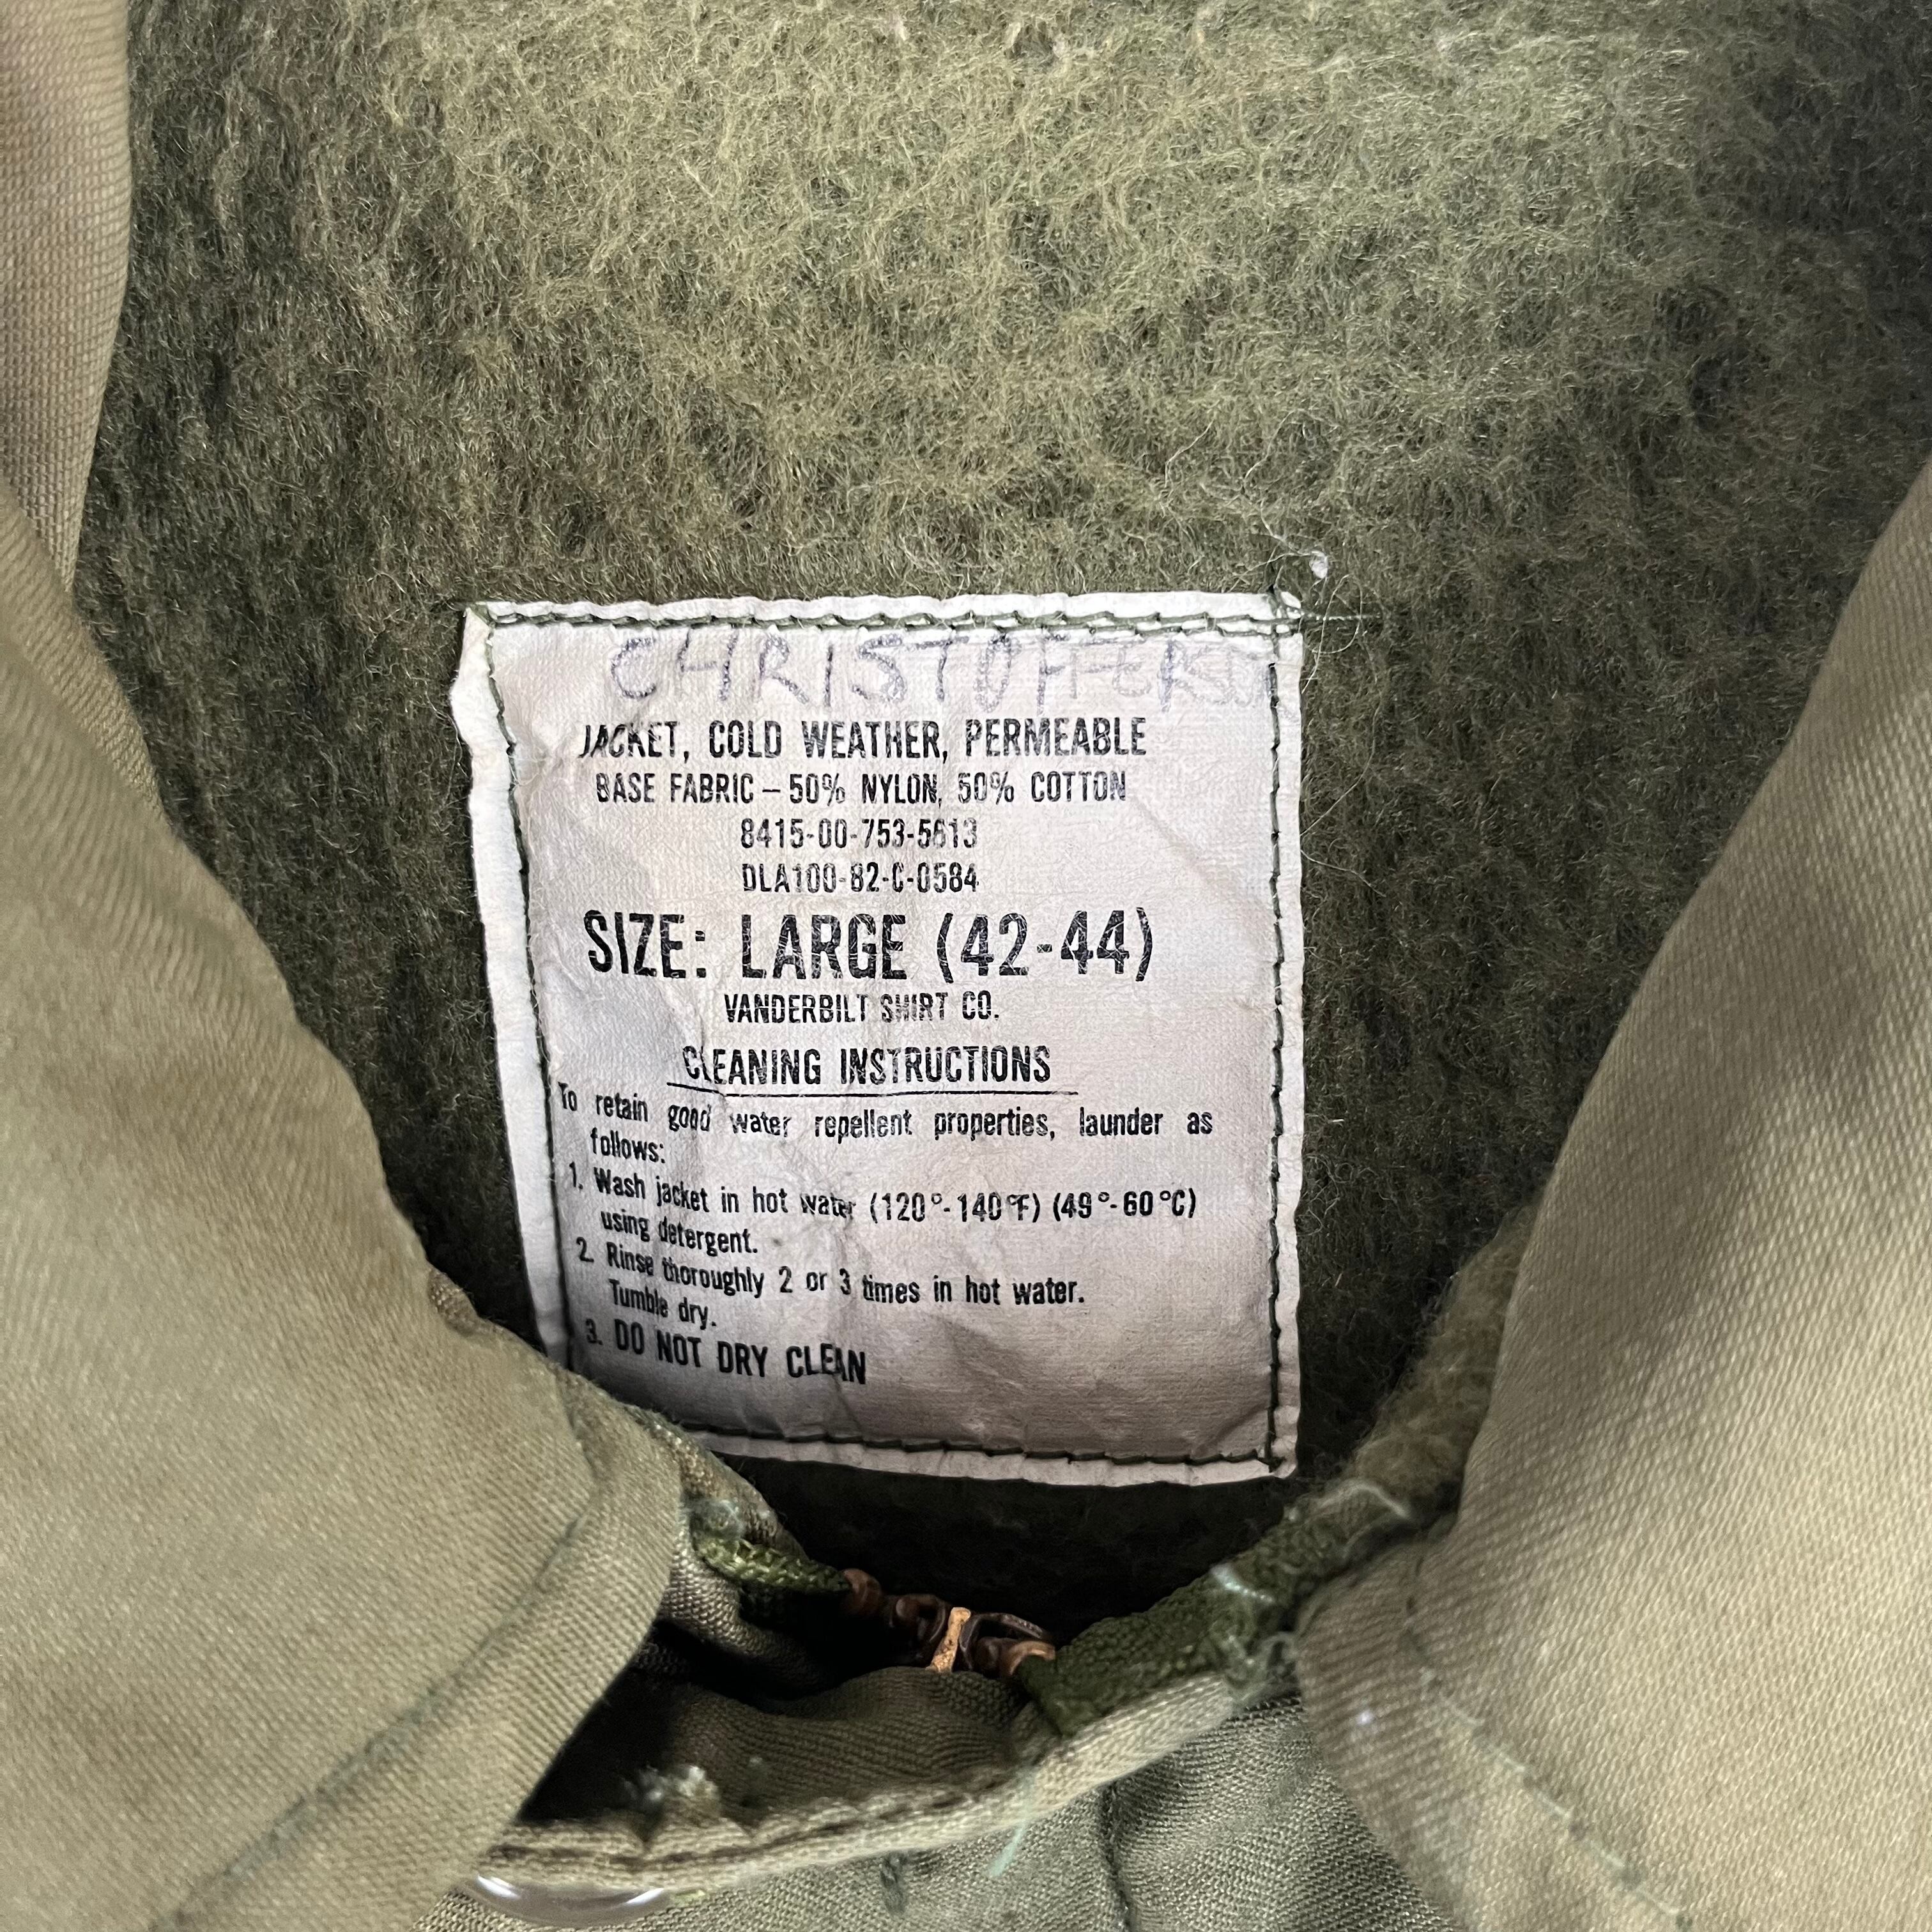 CHRISTOFFERSON
JACKET, COLD WEATHER, PERMEABLE
BASE FABRIC – 50% NYLON, 50% COTTON
8415-00-753-5613
DLA100-82-C-0584
SIZE: LARGE (42-44)
VANDERBILT SHIRT CO.
CLEANING INSTRUCTIONS
To retain good water repellent properties, launder as
follows:
1. Wash jacket in hot water (120°-140°F) (49°-60°C)
using detergent.
2. Rinse thoroughly 2 or 3 times in hot water.
Tumble dry.
3. DO NOT DRY CLEAN